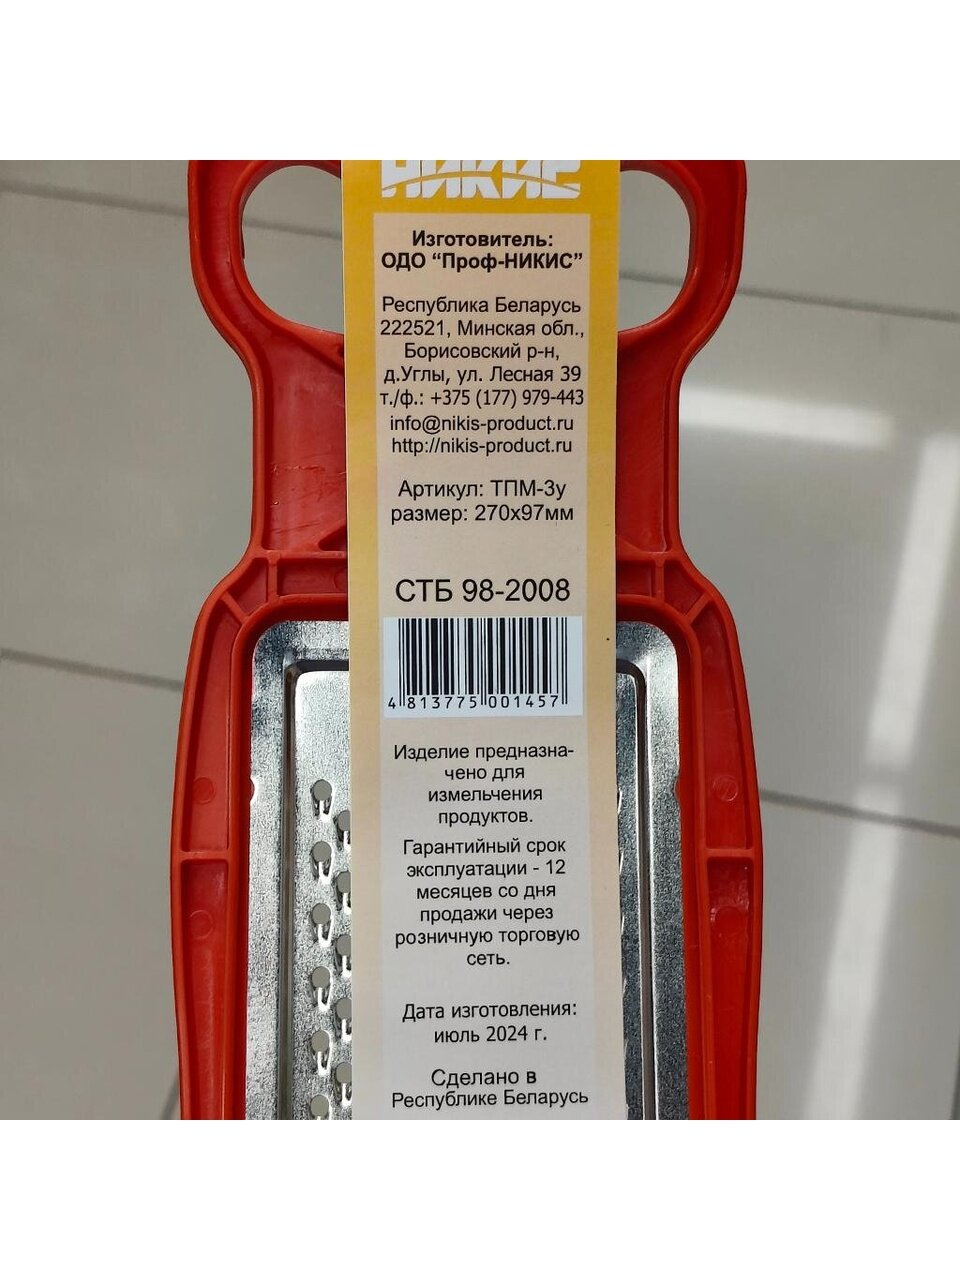 НИКИС
Изготовитель:
ОДО “Проф-НИКИС”
Республика Беларусь
222521, Минская обл.,
Борисовский р-н,
д.Углы, ул. Лесная 39
т./ф.: +375 (177) 979-443
info@nikis-product.ru
http://nikis-product.ru
Артикул: ТПМ-3у
размер: 270х97мм
СТБ 98-2008
4 813775 001457
Изделие предназна-
чено для
измельчения
продуктов.
Гарантийный срок
эксплуатации - 12
месяцев со дня
продажи через
розничную торговую
сеть.
Дата изготовления:
июль 2024 г.
Сделано в
Республике Беларусь